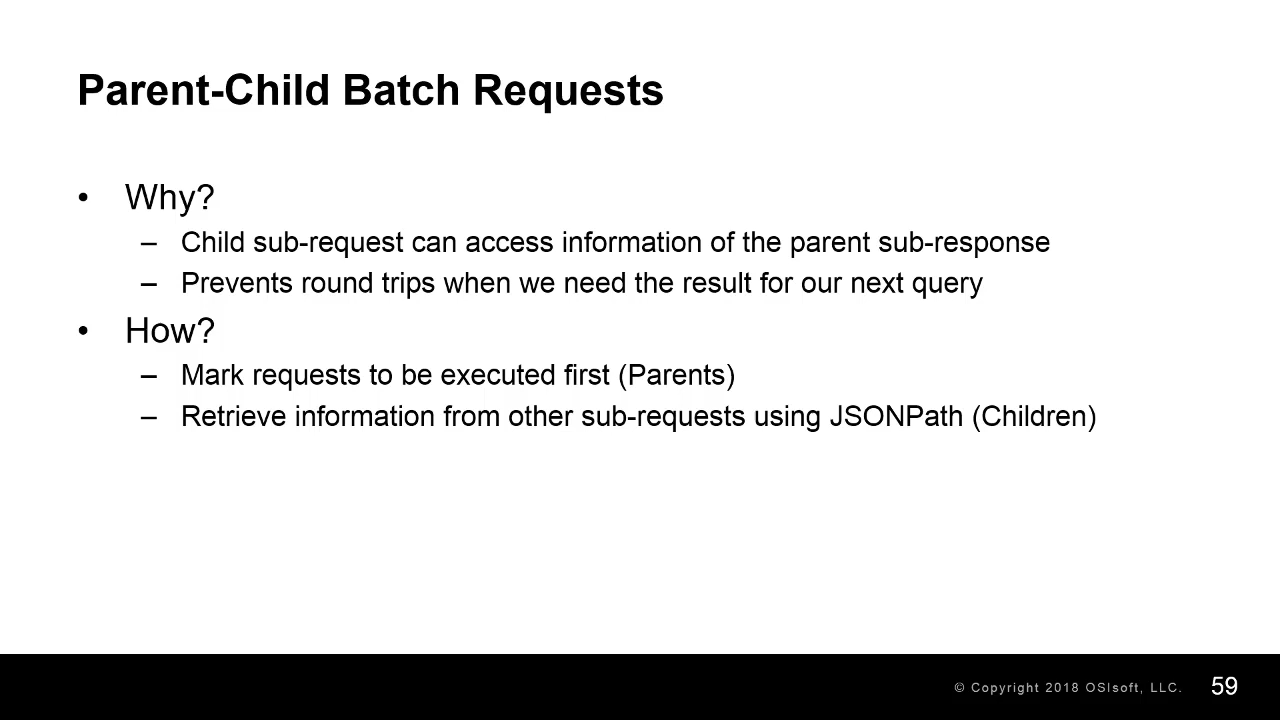 Parent-Child Batch Requests
• Why?
– Child sub-request can access information of the parent sub-response
– Prevents round trips when we need the result for our next query
• How?
– Mark requests to be executed first (Parents)
– Retrieve information from other sub-requests using JSONPath (Children)
© Copyright 2018 OSIsoft, LLC. 59